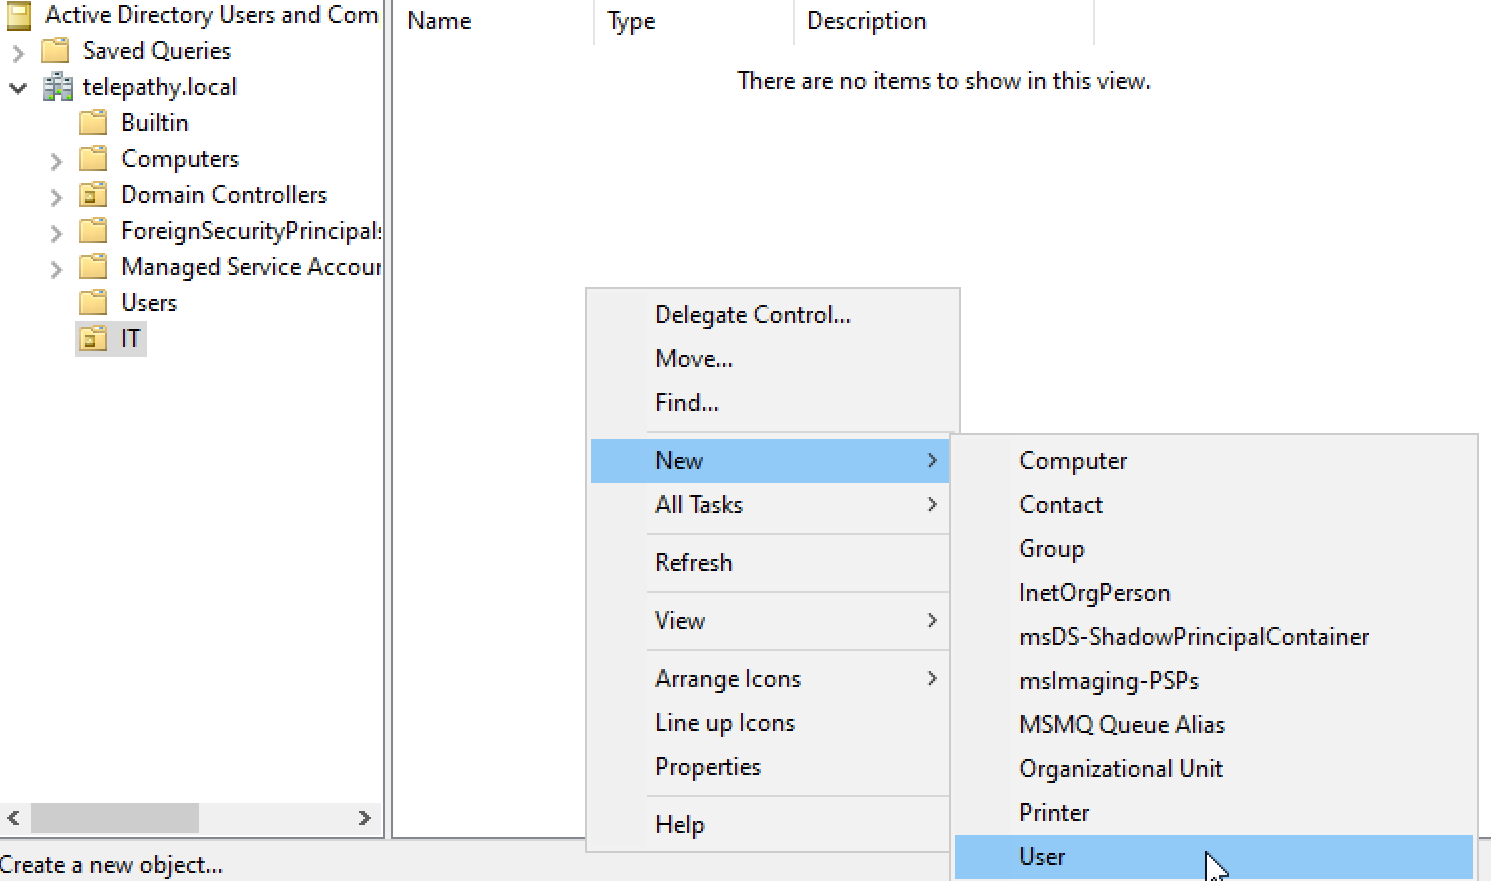 Active Directory Users and Com
Saved Queries
telepathy.local
Builtin
Computers
Domain Controllers
ForeignSecurityPrincipals
Managed Service Accour
Users
IT
Name Type Description
There are no items to show in this view.
Delegate Control...
Move...
Find...
New
All Tasks
Refresh
View
Arrange Icons
Line up Icons
Properties
Help
Computer
Contact
Group
InetOrgPerson
msDS-ShadowPrincipalContainer
msImaging-PSPs
MSMQ Queue Alias
Organizational Unit
Printer
User
Create a new object...